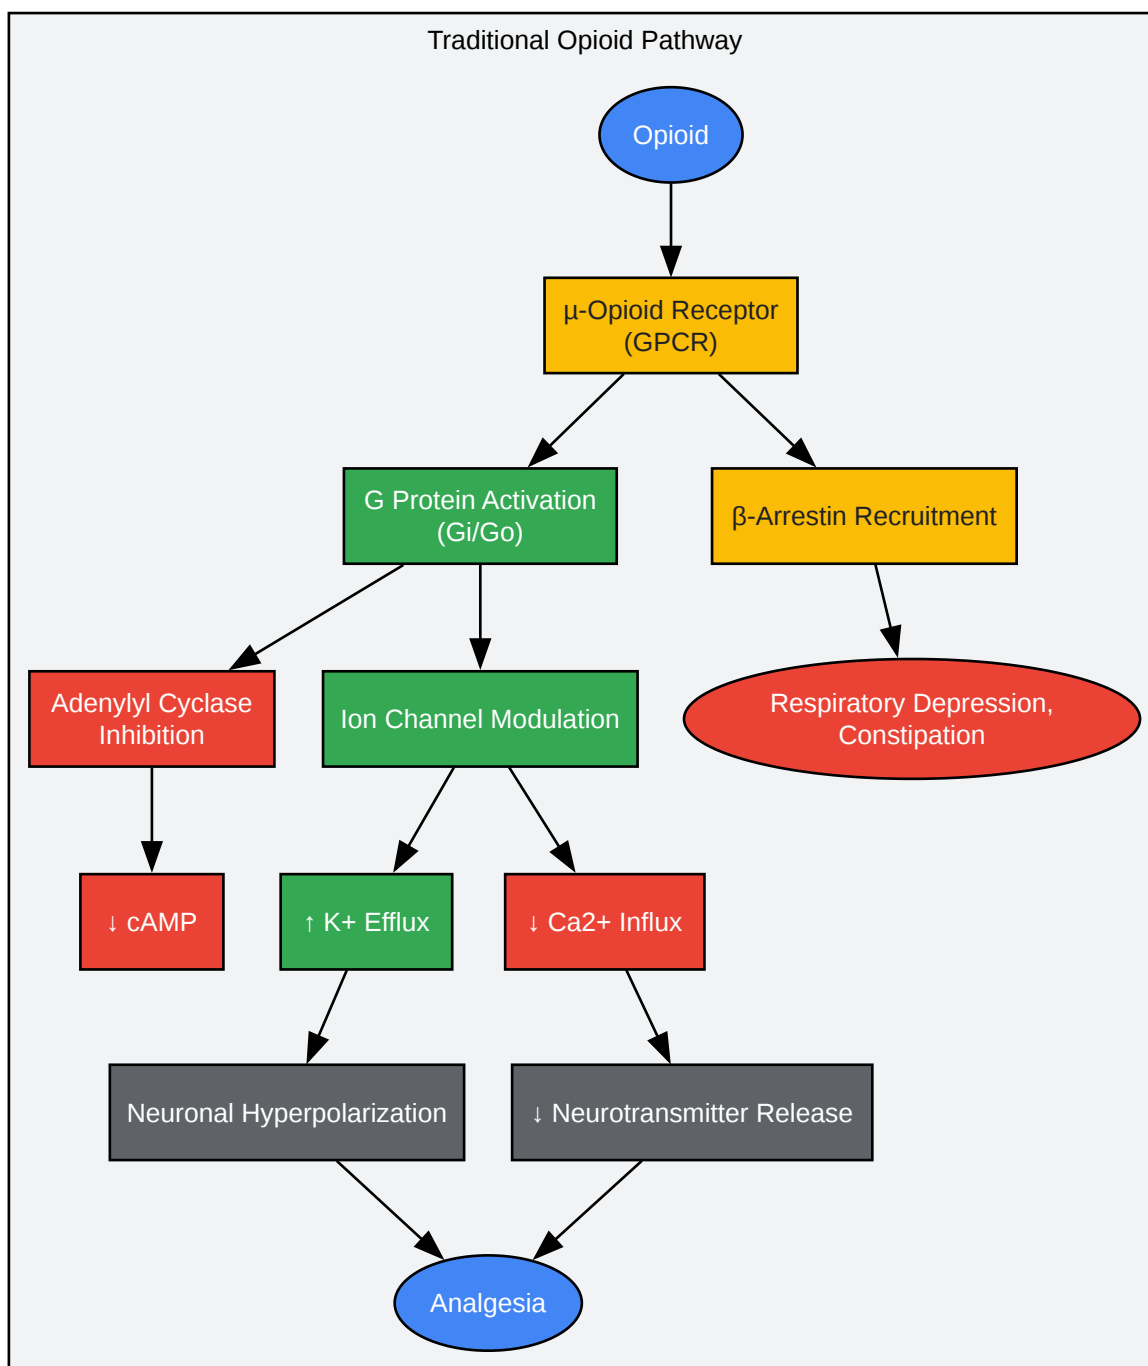 Traditional Opioid Pathway
Opioid
µ-Opioid Receptor
(GPCR)
G Protein Activation
(Gi/Go)
β-Arrestin Recruitment
Adenylyl Cyclase
Inhibition
Ion Channel Modulation
Respiratory Depression,
Constipation
↓ cAMP
↑ K+ Efflux
↓ Ca2+ Influx
Neuronal Hyperpolarization
↓ Neurotransmitter Release
Analgesia